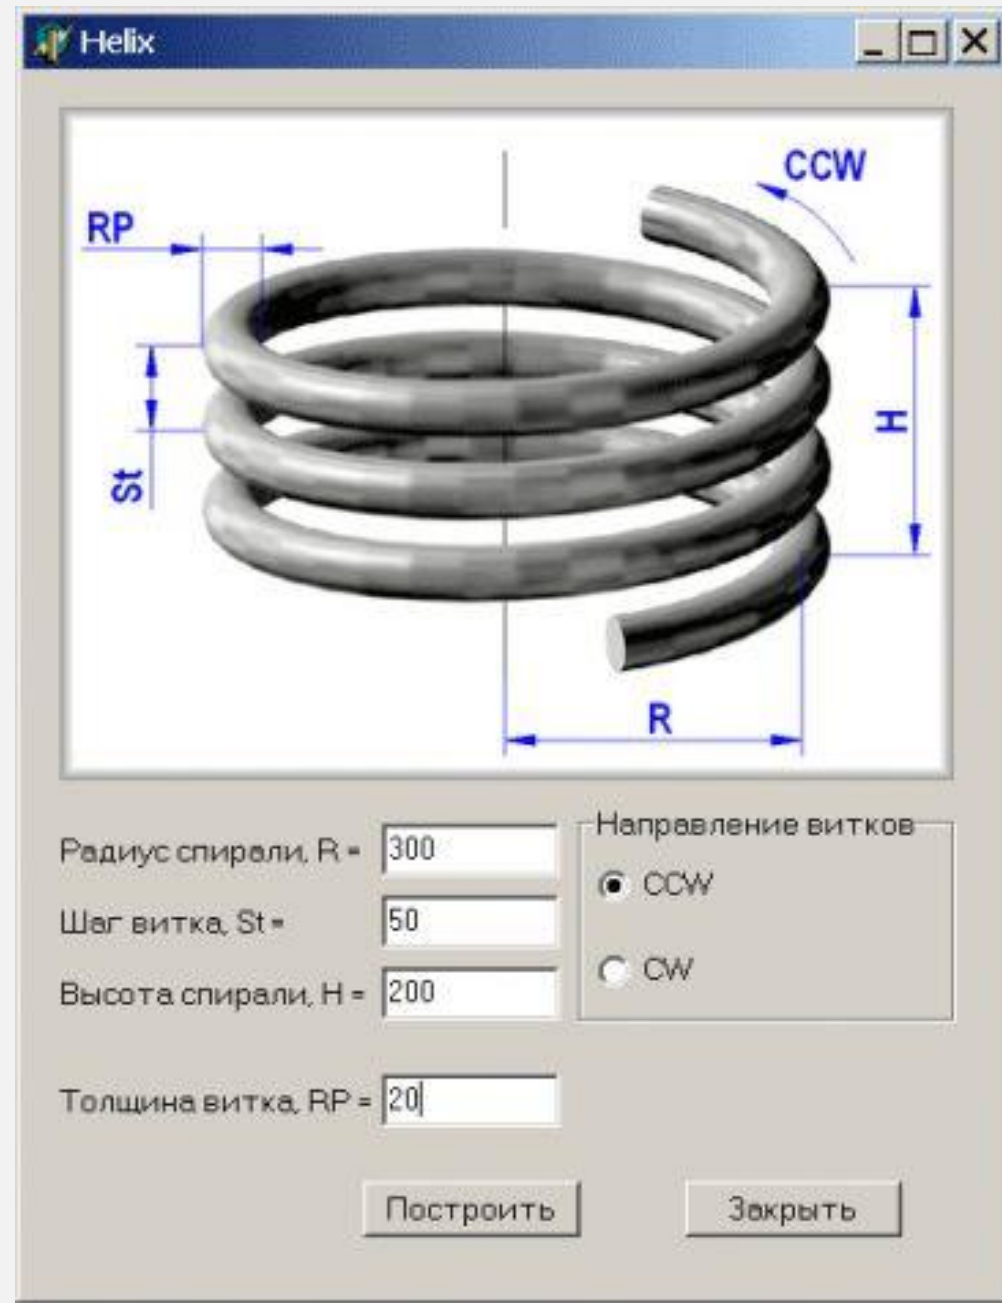 Helix
CCW
RP
St
H
R
Радиус спирали, R = 300
Шаг витка, St = 50
Высота спирали, H = 200
Толщина витка, RP = 20
Направление витков
CCW
CW
Построить
Закрыть